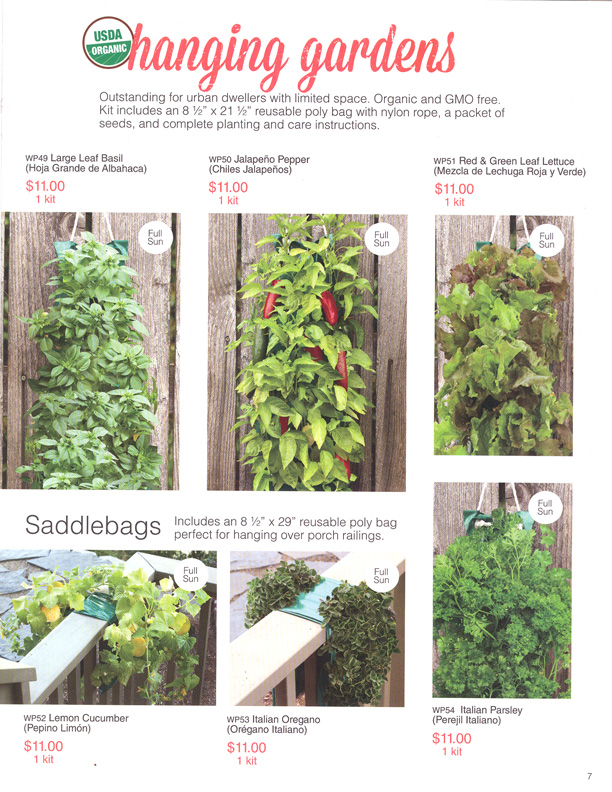 USDA
ORGANIC
hanging gardens
Outstanding for urban dwellers with limited space. Organic and GMO free.
Kit includes an 8 ½" x 21 ½" reusable poly bag with nylon rope, a packet of
seeds, and complete planting and care instructions.
WP49 Large Leaf Basil
(Hoja Grande de Albahaca)
$11.00
1 kit
WP50 Jalapeño Pepper
(Chiles Jalapeños)
$11.00
1 kit
WP51 Red & Green Leaf Lettuce
(Mezcla de Lechuga Roja y Verde)
$11.00
1 kit
Full
Sun
Full
Sun
Full
Sun
Saddlebags
Includes an 8 ½" x 29" reusable poly bag
perfect for hanging over porch railings.
Full
Sun
Full
Sun
Full
Sun
WP52 Lemon Cucumber
(Pepino Limón)
$11.00
1 kit
WP53 Italian Oregano
(Orégano Italiano)
$11.00
1 kit
WP54 Italian Parsley
(Perejil Italiano)
$11.00
1 kit
7